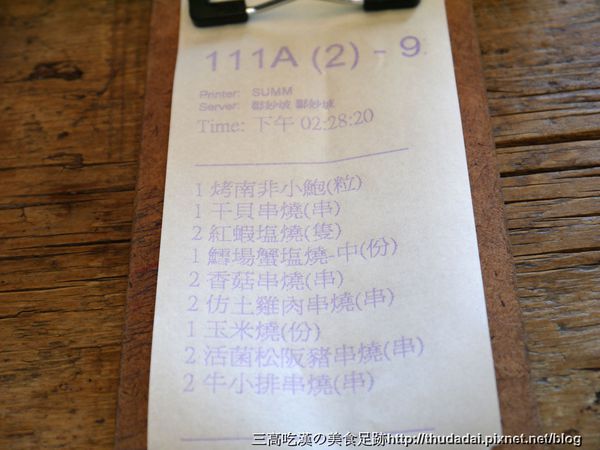 111A (2) - 9
Printer: SUMM
Server:
Time: 下午 02:28:20
1 烤南非小鮑(粒)
1 干貝串燒(串)
2 紅蝦塩燒(隻)
1 鱈場蟹塩燒-中(份)
2 香菇串燒(串)
2 仿土雞肉串燒(串)
1 玉米燒(份)
2 活菌松阪豬串燒(串)
2 牛小排串燒(串)
三高吃漢の美食足跡http://thudadai.pixnet.net/blog